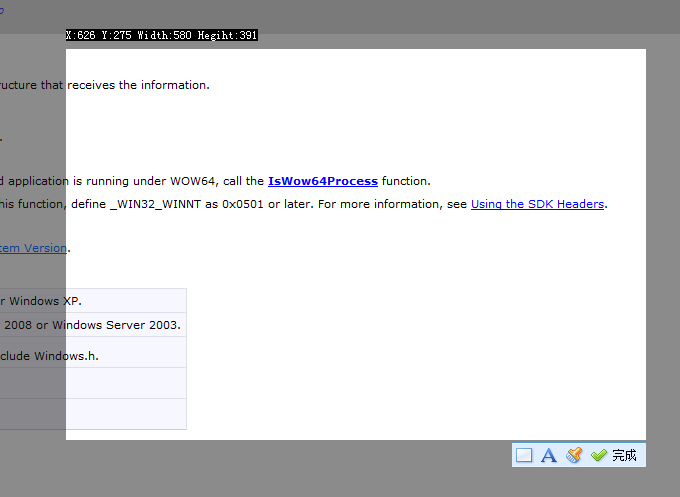 X:626 Y:275 Width:580 Hegiht:391
ructure that receives the information.
d application is running under WOW64, call the IsWow64Process function.
his function, define _WIN32_WINNT as 0x0501 or later. For more information, see Using the SDK Headers.
tem Version.
r Windows XP.
2008 or Windows Server 2003.
clude Windows.h.
完成